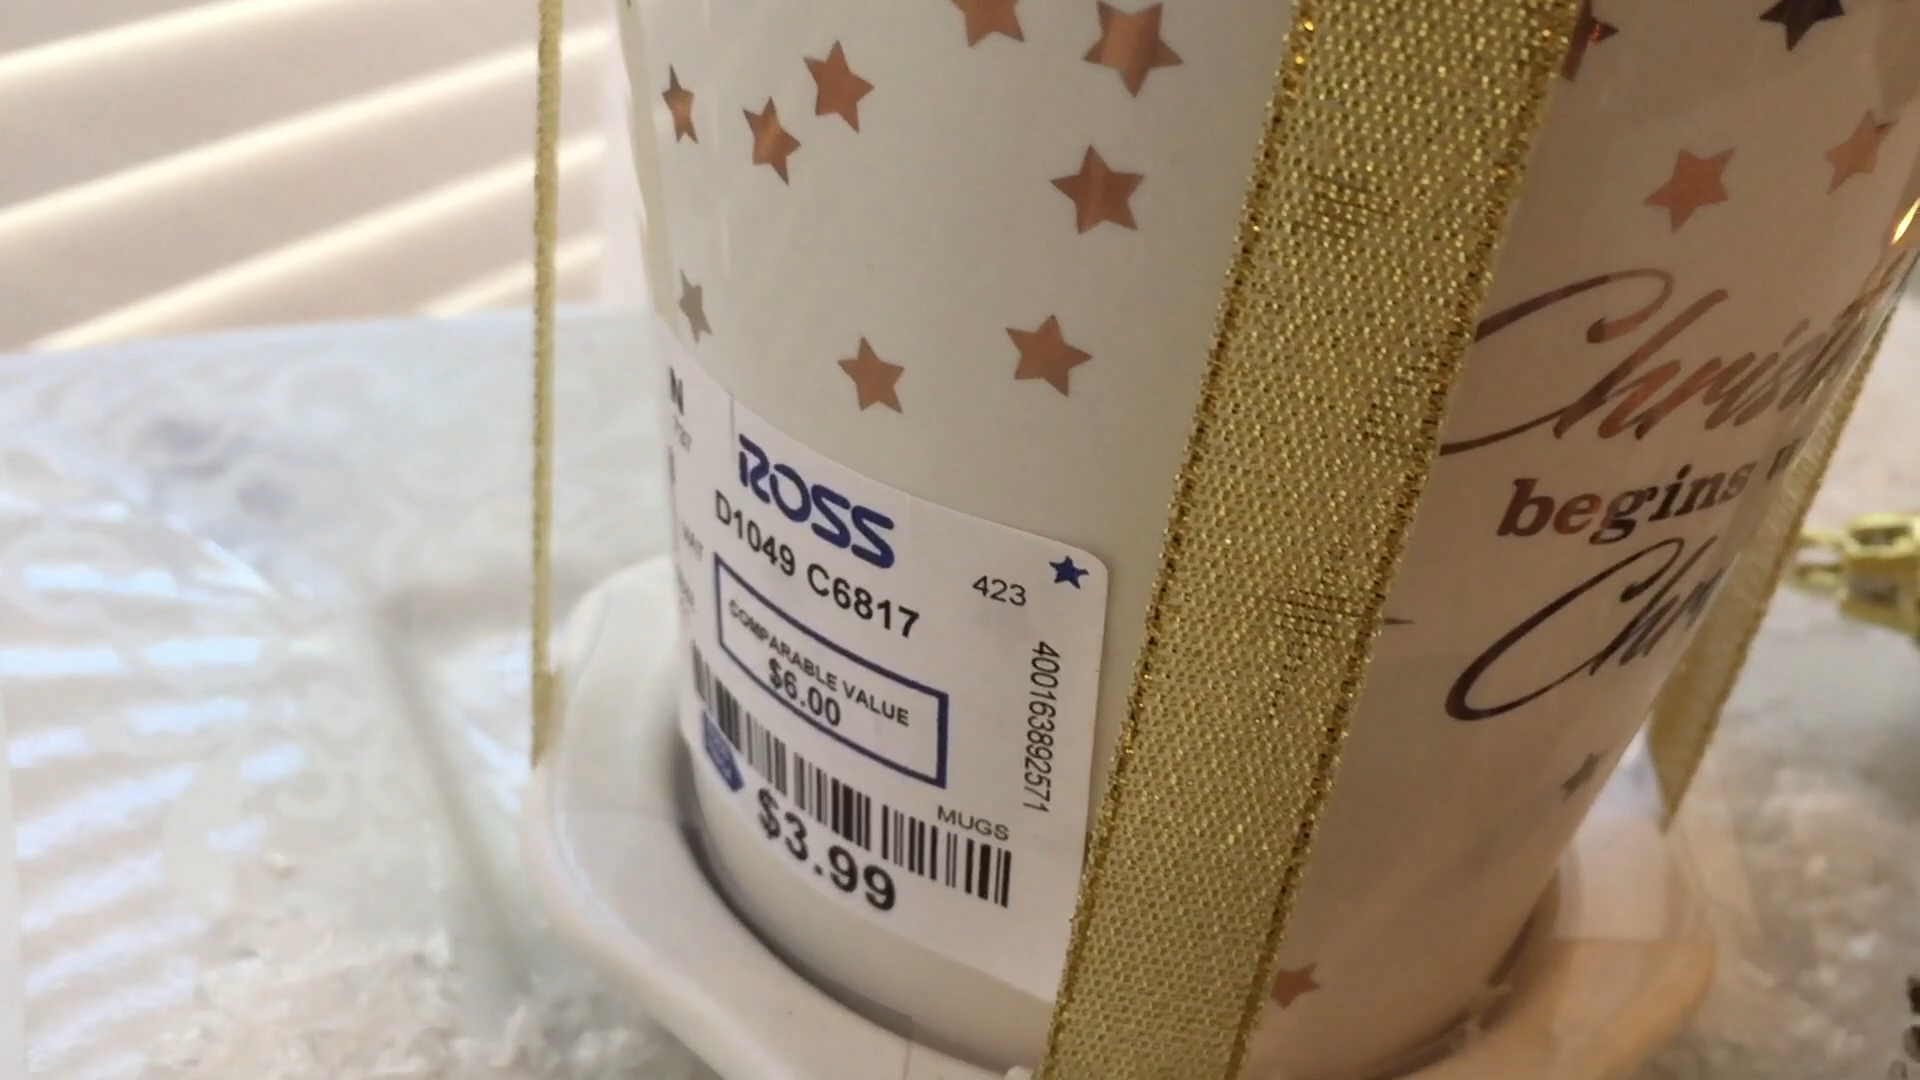 N
ROSS
D1049 C6817
423
COMPARABLE VALUE
$6.00
400163892571
MUGS
$3.99
begins